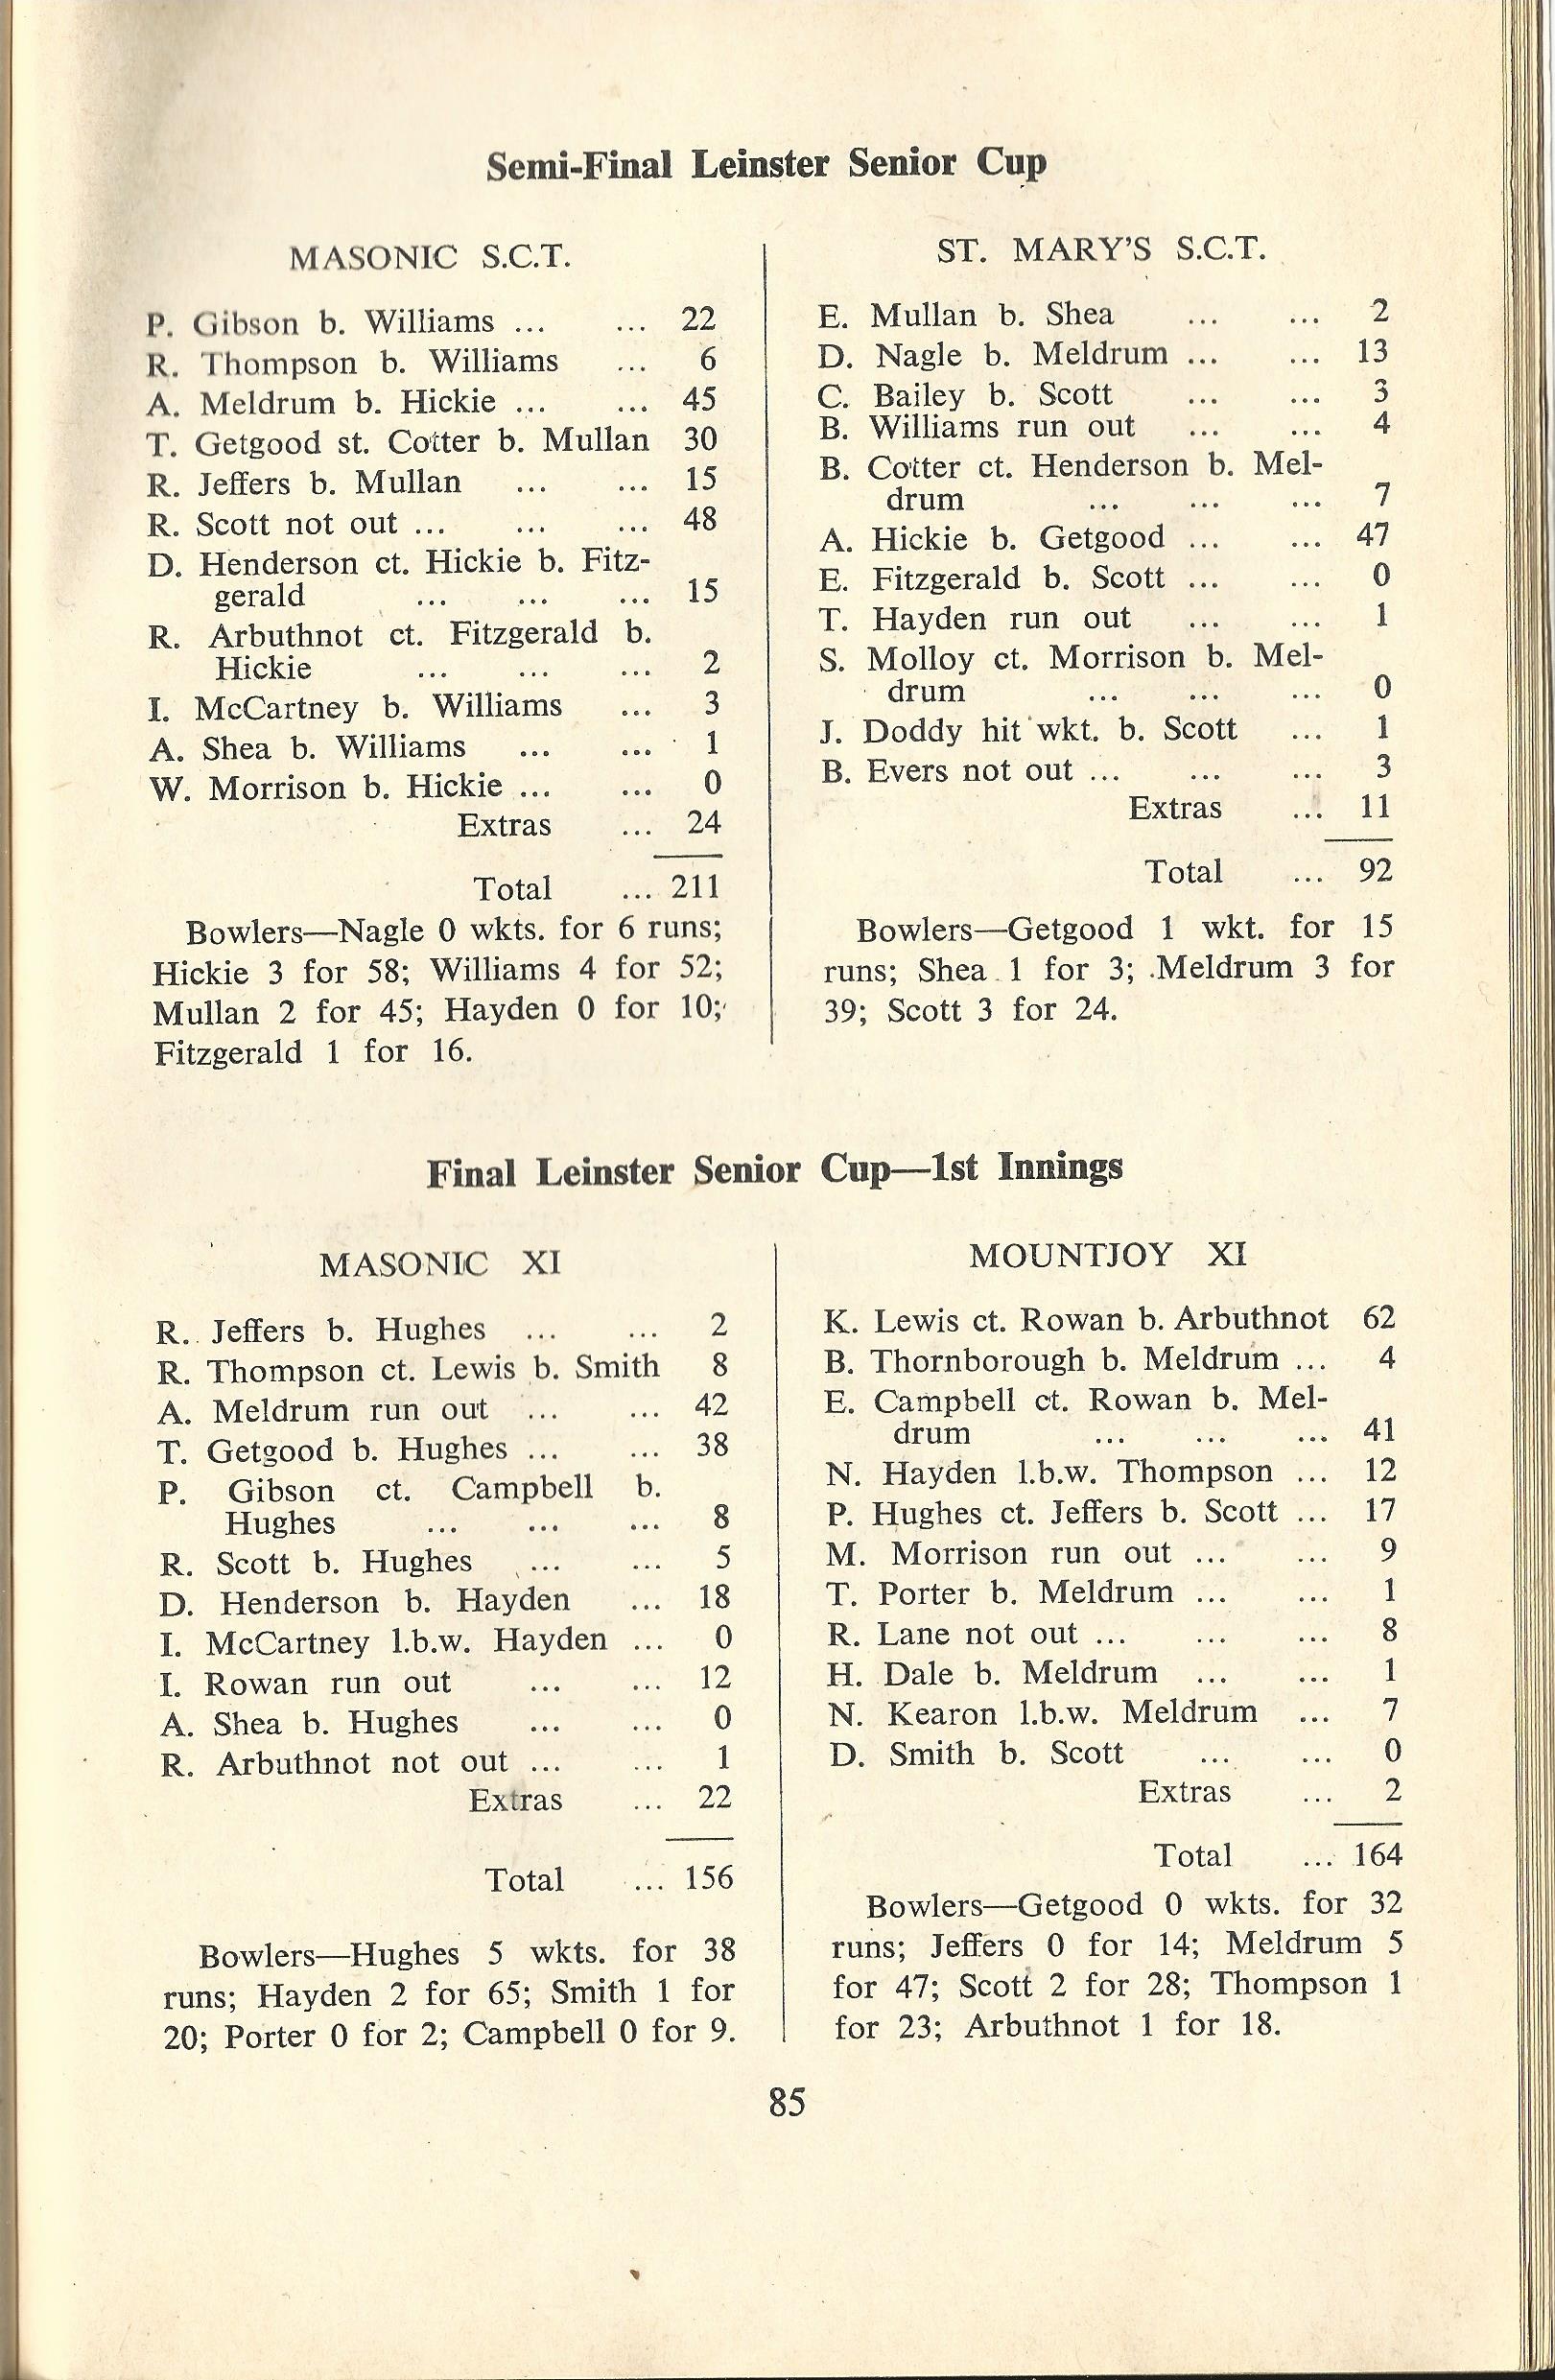 Semi-Final Leinster Senior Cup
MASONIC S.C.T.
P. Gibson b. Williams ... ... 22
R. Thompson b. Williams ... 6
A. Meldrum b. Hickie ... ... 45
T. Getgood st. Cotter b. Mullan 30
R. Jeffers b. Mullan ... ... 15
R. Scott not out ... ... ... 48
D. Henderson ct. Hickie b. Fitz-
gerald ... ... ... 15
R. Arbuthnot ct. Fitzgerald b.
Hickie ... ... ... 2
I. McCartney b. Williams ... 3
A. Shea b. Williams ... ... 1
W. Morrison b. Hickie ... ... 0
Extras ... 24
Total ... 211
Bowlers—Nagle 0 wkts. for 6 runs;
Hickie 3 for 58; Williams 4 for 52;
Mullan 2 for 45; Hayden 0 for 10;
Fitzgerald 1 for 16.
ST. MARY'S S.C.T.
E. Mullan b. Shea ... ... 2
D. Nagle b. Meldrum ... ... 13
C. Bailey b. Scott ... ... 3
B. Williams run out ... ... 4
B. Cotter ct. Henderson b. Mel-
drum ... ... ... 7
A. Hickie b. Getgood ... ... 47
E. Fitzgerald b. Scott ... ... 0
T. Hayden run out ... ... 1
S. Molloy ct. Morrison b. Mel-
drum ... ... ... 0
J. Doddy hit wkt. b. Scott ... 1
B. Evers not out ... ... ... 3
Extras ... 11
Total ... 92
Bowlers—Getgood 1 wkt. for 15
runs; Shea 1 for 3; Meldrum 3 for
39; Scott 3 for 24.
Final Leinster Senior Cup—1st Innings
MASONIC XI
R. Jeffers b. Hughes ... ... 2
R. Thompson ct. Lewis b. Smith 8
A. Meldrum run out ... ... 42
T. Getgood b. Hughes ... ... 38
P. Gibson ct. Campbell b.
Hughes ... ... ... 8
R. Scott b. Hughes ... ... 5
D. Henderson b. Hayden ... 18
I. McCartney l.b.w. Hayden ... 0
I. Rowan run out ... ... 12
A. Shea b. Hughes ... ... 0
R. Arbuthnot not out ... ... 1
Extras ... 22
Total ... 156
Bowlers—Hughes 5 wkts. for 38
runs; Hayden 2 for 65; Smith 1 for
20; Porter 0 for 2; Campbell 0 for 9.
MOUNTJOY XI
K. Lewis ct. Rowan b. Arbuthnot 62
B. Thornborough b. Meldrum ... 4
E. Campbell ct. Rowan b. Mel-
drum ... ... ... 41
N. Hayden l.b.w. Thompson ... 12
P. Hughes ct. Jeffers b. Scott ... 17
M. Morrison run out ... ... 9
T. Porter b. Meldrum ... ... 1
R. Lane not out ... ... ... 8
H. Dale b. Meldrum ... ... 1
N. Kearon l.b.w. Meldrum ... 7
D. Smith b. Scott ... ... 0
Extras ... 2
Total ... 164
Bowlers—Getgood 0 wkts. for 32
runs; Jeffers 0 for 14; Meldrum 5
for 47; Scott 2 for 28; Thompson 1
for 23; Arbuthnot 1 for 18.
85